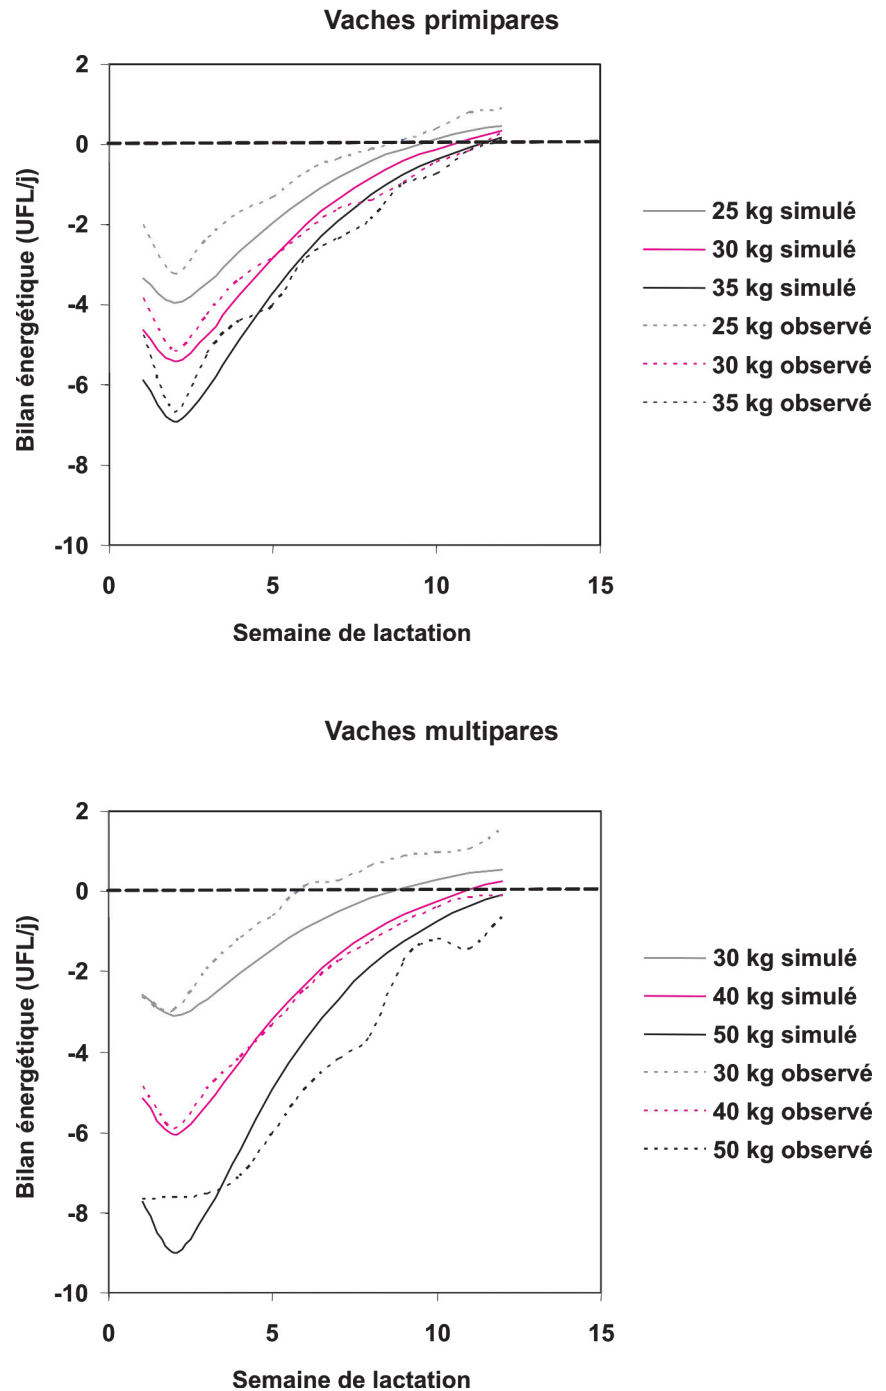 Vaches primipares
2
0
-2
-4
-6
-8
-10
Bilan énergétique (UFL/j)
0
5
10
15
Semaine de lactation
25 kg simulé
30 kg simulé
35 kg simulé
25 kg observé
30 kg observé
35 kg observé
Vaches multipares
2
0
-2
-4
-6
-8
-10
Bilan énergétique (UFL/j)
0
5
10
15
Semaine de lactation
30 kg simulé
40 kg simulé
50 kg simulé
30 kg observé
40 kg observé
50 kg observé